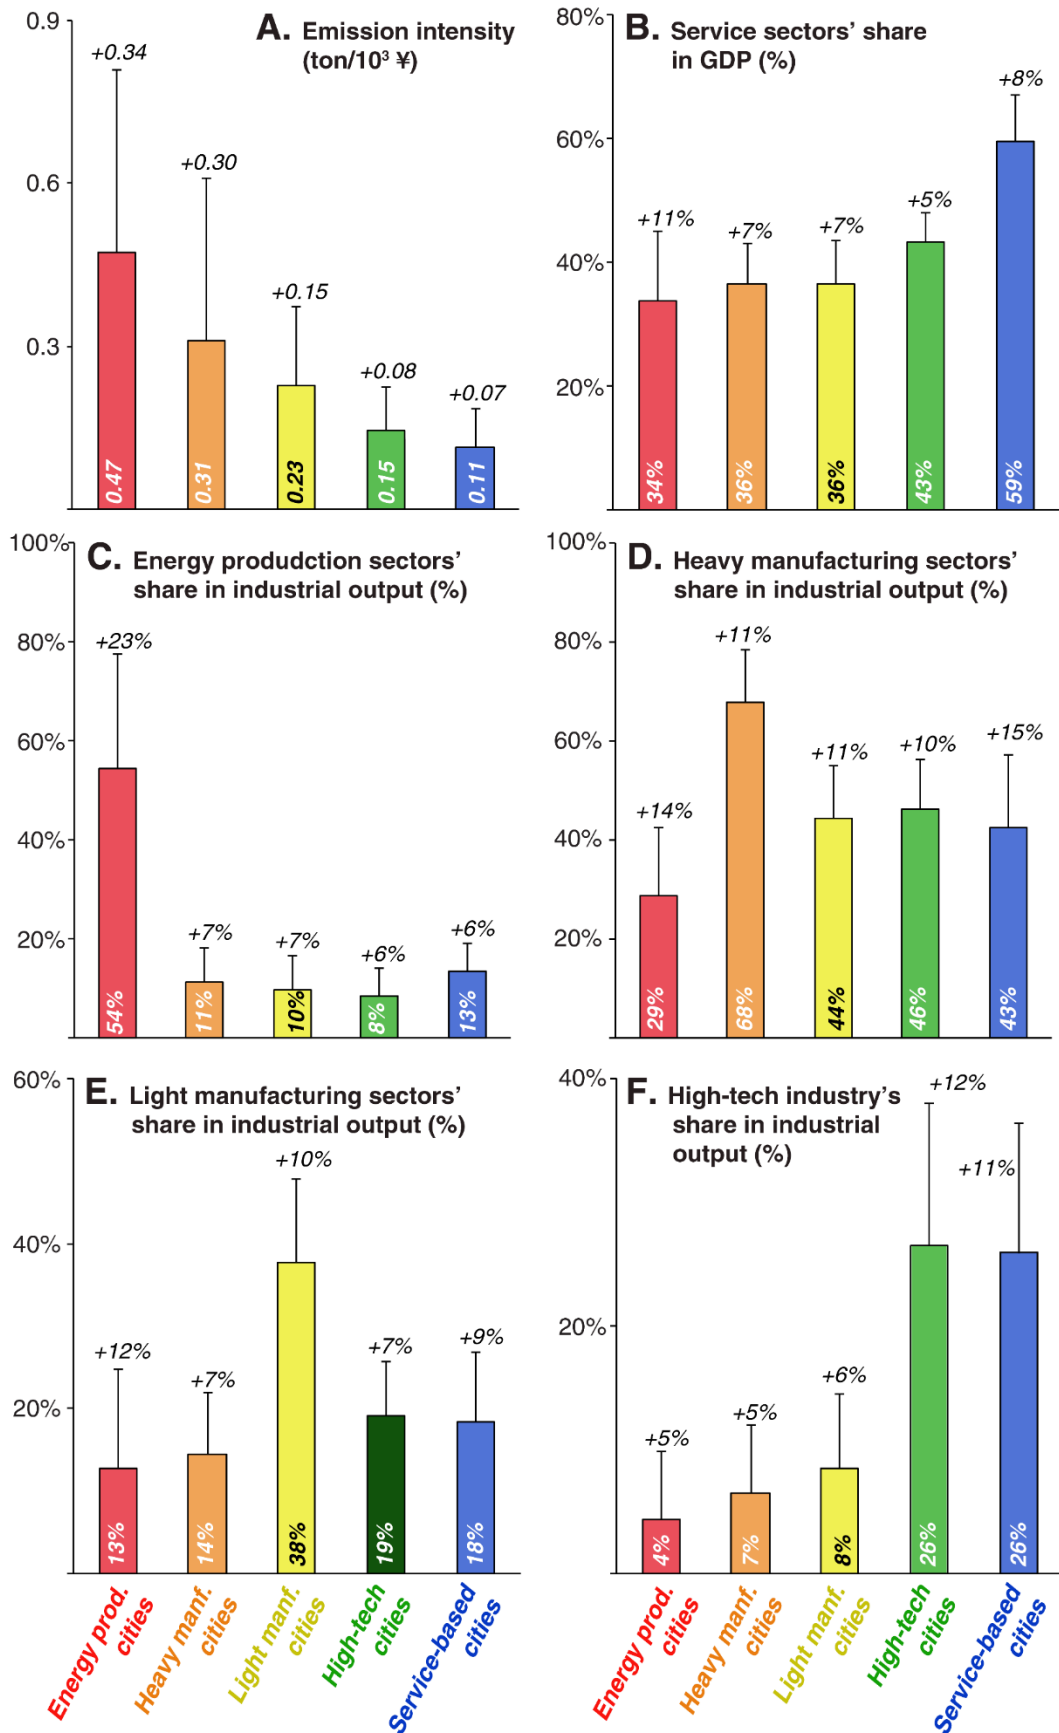 A. Emission intensity
(ton/10³ ¥)
0.9
0.6
0.3
+0.34
+0.30
+0.15
+0.08
+0.07
0.47
0.31
0.23
0.15
0.11
B. Service sectors' share
in GDP (%)
80%
60%
40%
20%
+11%
+7%
+7%
+5%
+8%
34%
36%
36%
43%
59%
C. Energy produdction sectors'
share in industrial output (%)
100%
80%
60%
40%
20%
+23%
+7%
+7%
+6%
+6%
54%
11%
10%
8%
13%
D. Heavy manufacturing sectors'
share in industrial output (%)
100%
80%
60%
40%
20%
+14%
+11%
+11%
+10%
+15%
29%
68%
44%
46%
43%
E. Light manufacturing sectors'
share in industrial output (%)
60%
40%
20%
+12%
+7%
+10%
+7%
+9%
13%
14%
38%
19%
18%
Energy prod.
cities
Heavy manf.
cities
Light manf.
cities
High-tech
cities
Service-based
cities
F. High-tech industry's
share in industrial
output (%)
40%
20%
+5%
+5%
+6%
+12%
+11%
4%
7%
8%
26%
26%
Energy prod.
cities
Heavy manf.
cities
Light manf.
cities
High-tech
cities
Service-based
cities